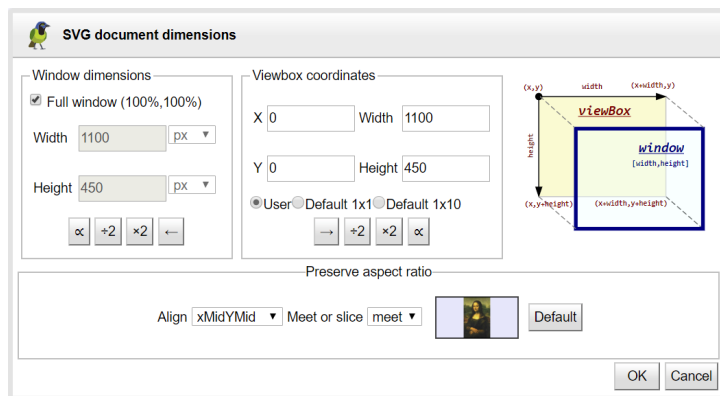 SVG document dimensions
Window dimensions
Full window (100%,100%)
Width 1100 px
Height 450 px
∝ ÷2 ×2 ←
Viewbox coordinates
X 0 Width 1100
Y 0 Height 450
User Default 1x1 Default 1x10
→ ÷2 ×2 ∝
(x,y) width (x+width,y)
viewBox
height
window
[width,height]
(x,y+height) (x+width,y+height)
Preserve aspect ratio
Align xMidYMid Meet or slice meet Default
OK Cancel